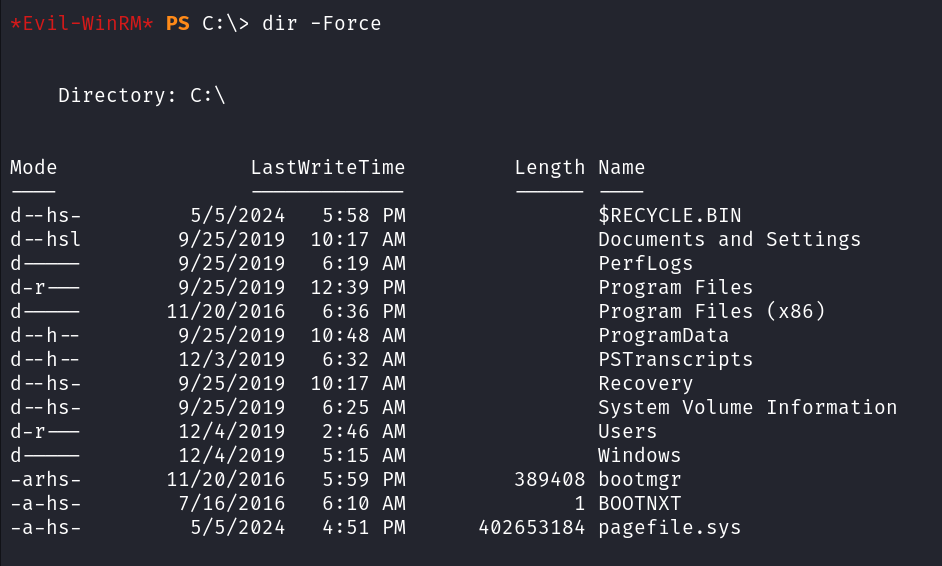 *Evil-WinRM* PS C:\> dir -Force
Directory: C:\
Mode                LastWriteTime         Length Name
----                -------------         ------ ----
d--hs-         5/5/2024   5:58 PM                $RECYCLE.BIN
d--hsl        9/25/2019  10:17 AM                Documents and Settings
d-----        9/25/2019   6:19 AM                PerfLogs
d-r---        9/25/2019  12:39 PM                Program Files
d-----       11/20/2016   6:36 PM                Program Files (x86)
d--h--        9/25/2019  10:48 AM                ProgramData
d--h--        12/3/2019   6:32 AM                PSTranscripts
d--hs-        9/25/2019  10:17 AM                Recovery
d--hs-        9/25/2019   6:25 AM                System Volume Information
d-r---        12/4/2019   2:46 AM                Users
d-----        12/4/2019   5:15 AM                Windows
-arhs-       11/20/2016   5:59 PM         389408 bootmgr
-a-hs-        7/16/2016   6:10 AM              1 BOOTNXT
-a-hs-         5/5/2024   4:51 PM      402653184 pagefile.sys